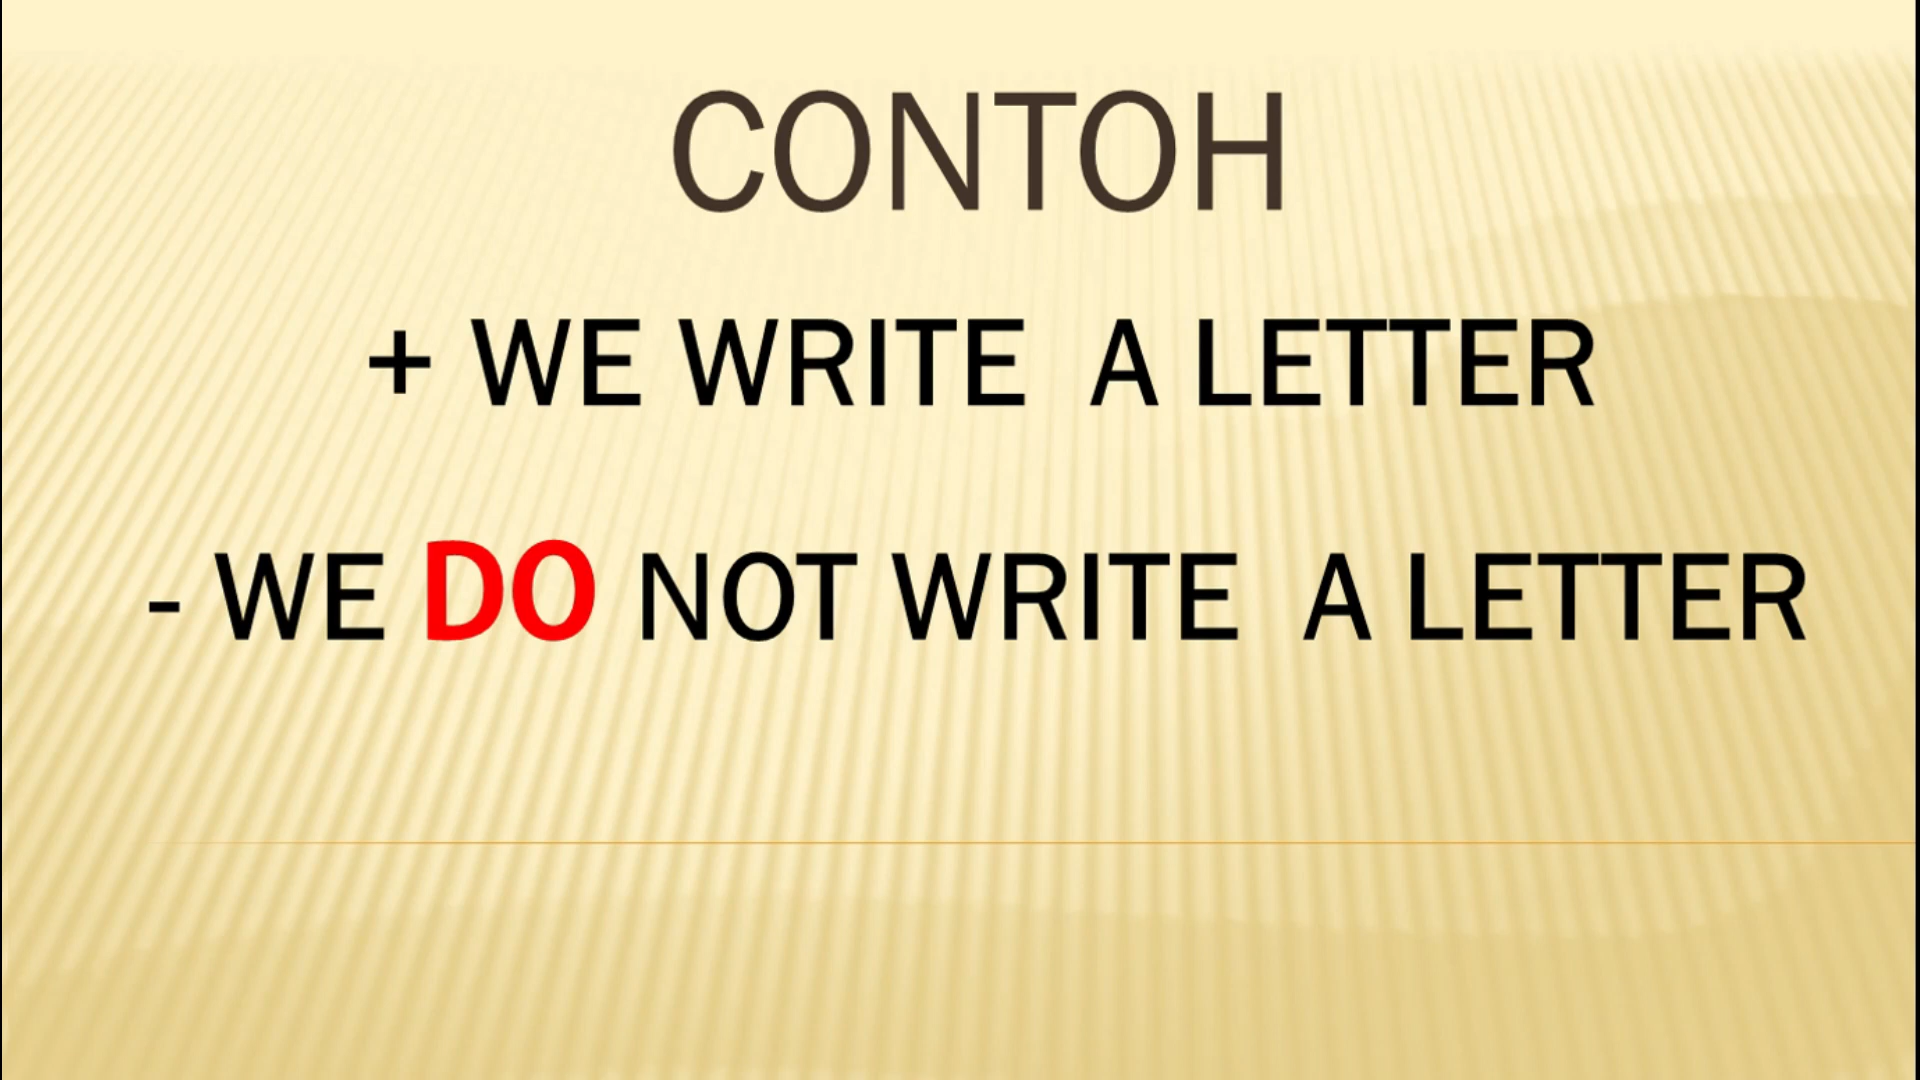 CONTOH
+ WE WRITE A LETTER
- WE DO NOT WRITE A LETTER